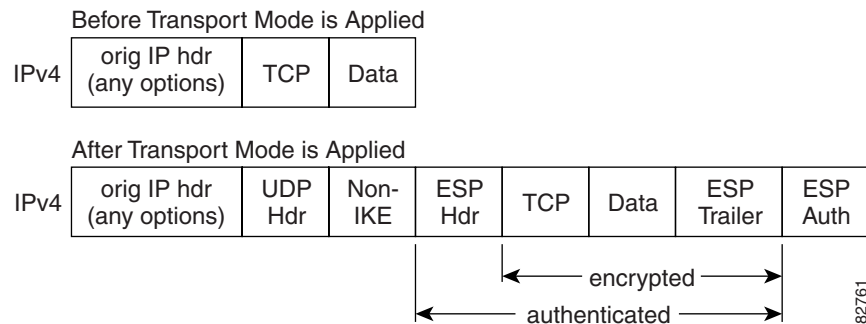 Before Transport Mode is Applied
IPv4
orig IP hdr
(any options)
TCP
Data
After Transport Mode is Applied
IPv4
orig IP hdr
(any options)
UDP
Hdr
Non-
IKE
ESP
Hdr
TCP
Data
ESP
Trailer
ESP
Auth
encrypted
authenticated
82761